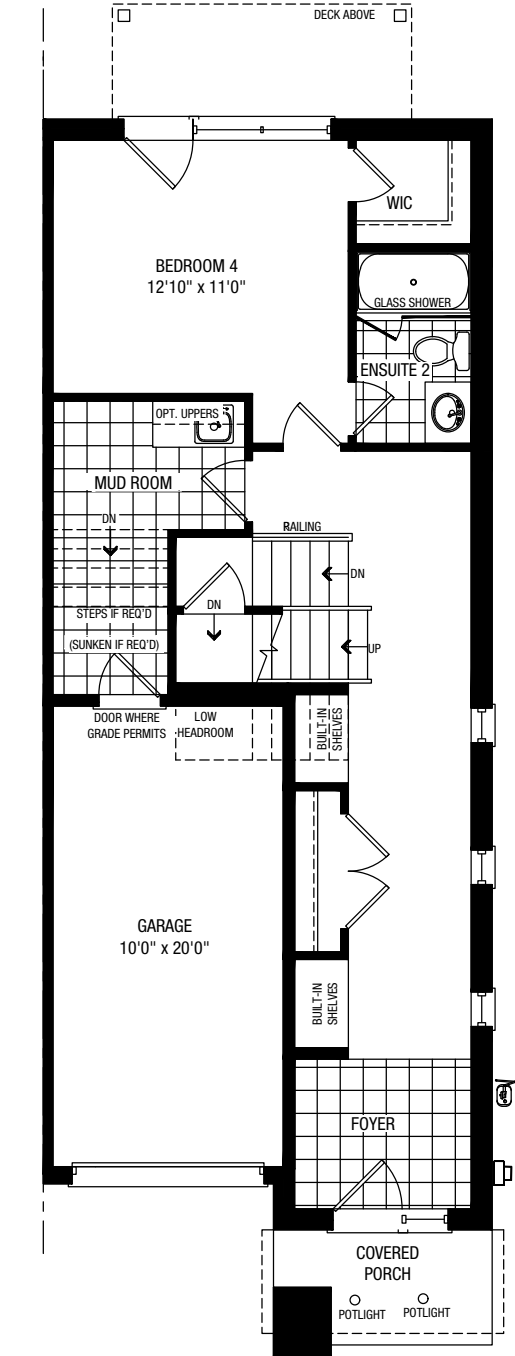 DECK ABOVE
WIC
BEDROOM 4
12'10" x 11'0"
GLASS SHOWER
ENSUITE 2
OPT. UPPERS
MUD ROOM
DN
RAILING
DN
DN
STEPS IF REQ'D
(SUNKEN IF REQ'D)
UP
DOOR WHERE
GRADE PERMITS
LOW
HEADROOM
BUILT-IN
SHELVES
GARAGE
10'0" x 20'0"
BUILT-IN
SHELVES
FOYER
COVERED
PORCH
POTLIGHT
POTLIGHT